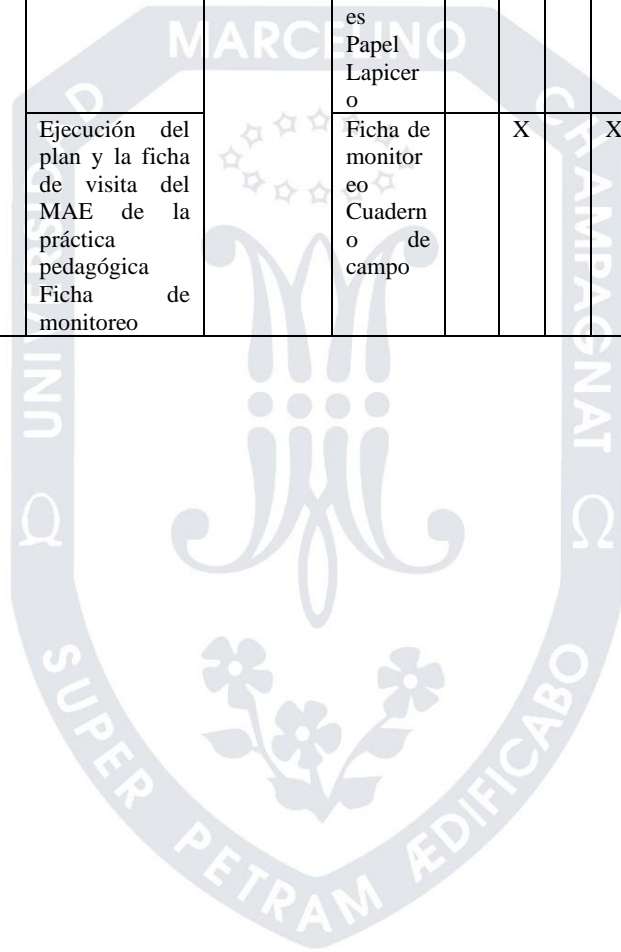 MARCELINO
es
Papel
Lapicer
o
Ejecución del
plan y la ficha
de visita del
MAE de la
práctica
pedagógica
Ficha de
monitoreo
Ficha de
monitor
eo
Cuadern
o de
campo
X
X
UNIVERSIDAD
CHAMPAGNAT
Ω
Ω
SUPER PETRAM ÆDIFICABO